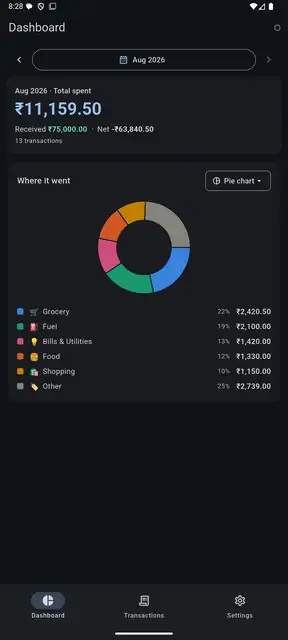 8:28
Dashboard
Aug 2026
Aug 2026 · Total spent
₹11,159.50
Received ₹75,000.00 · Net -₹63,840.50
13 transactions
Where it went
Pie chart
Grocery 22% ₹2,420.50
Fuel 19% ₹2,100.00
Bills & Utilities 13% ₹1,420.00
Food 12% ₹1,330.00
Shopping 10% ₹1,150.00
Other 25% ₹2,739.00
Dashboard Transactions Settings